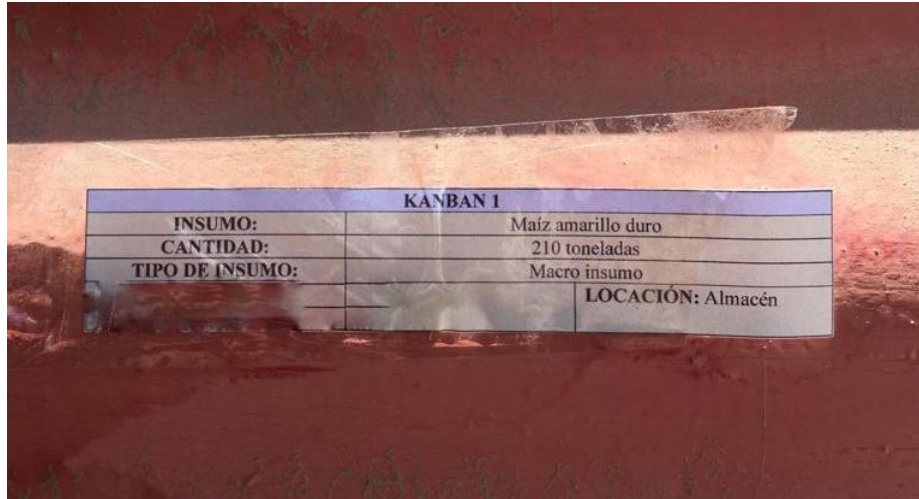 KANBAN 1
INSUMO: Maíz amarillo duro
CANTIDAD: 210 toneladas
TIPO DE INSUMO: Macro insumo
LOCACIÓN: Almacén